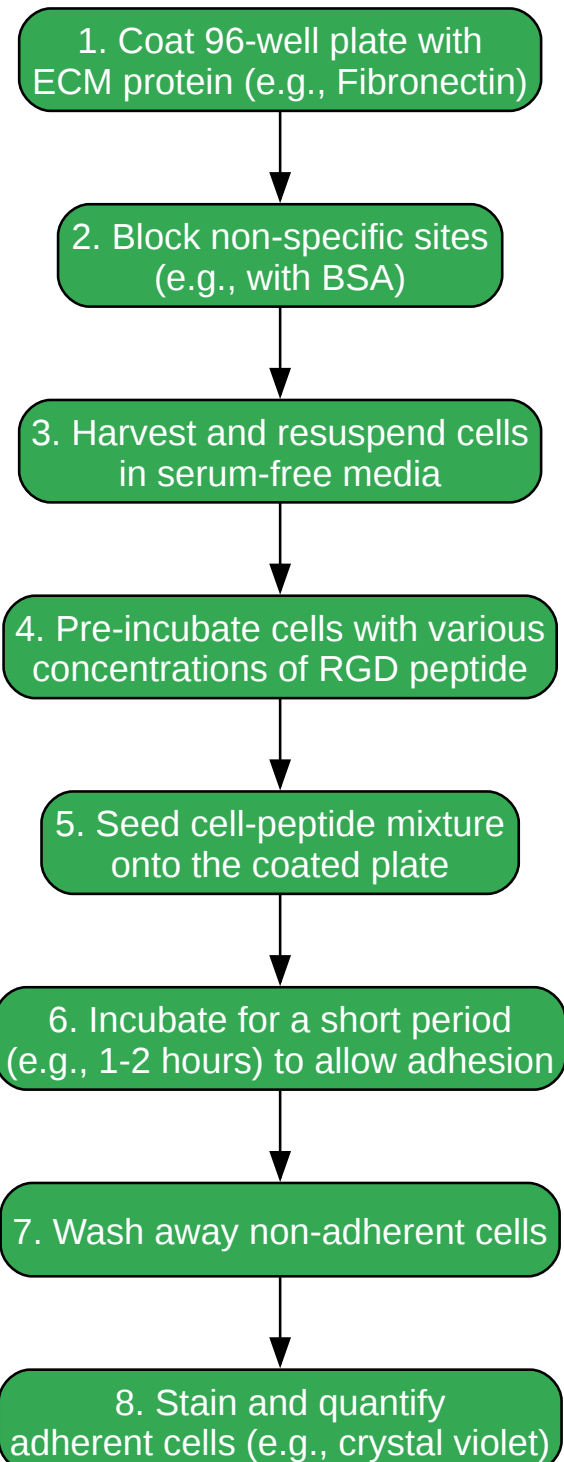 1. Coat 96-well plate with
ECM protein (e.g., Fibronectin)
2. Block non-specific sites
(e.g., with BSA)
3. Harvest and resuspend cells
in serum-free media
4. Pre-incubate cells with various
concentrations of RGD peptide
5. Seed cell-peptide mixture
onto the coated plate
6. Incubate for a short period
(e.g., 1-2 hours) to allow adhesion
7. Wash away non-adherent cells
8. Stain and quantify
adherent cells (e.g., crystal violet)